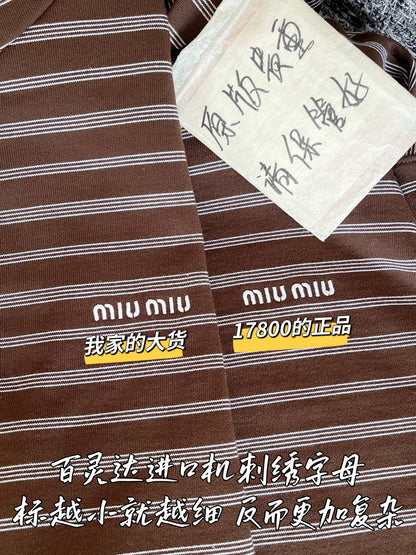 原版贵重
请保管好
miu miu
miu miu
我家的大货
17800的正品
百灵达进口机刺绣字母
标越小就越细 反而更加复杂